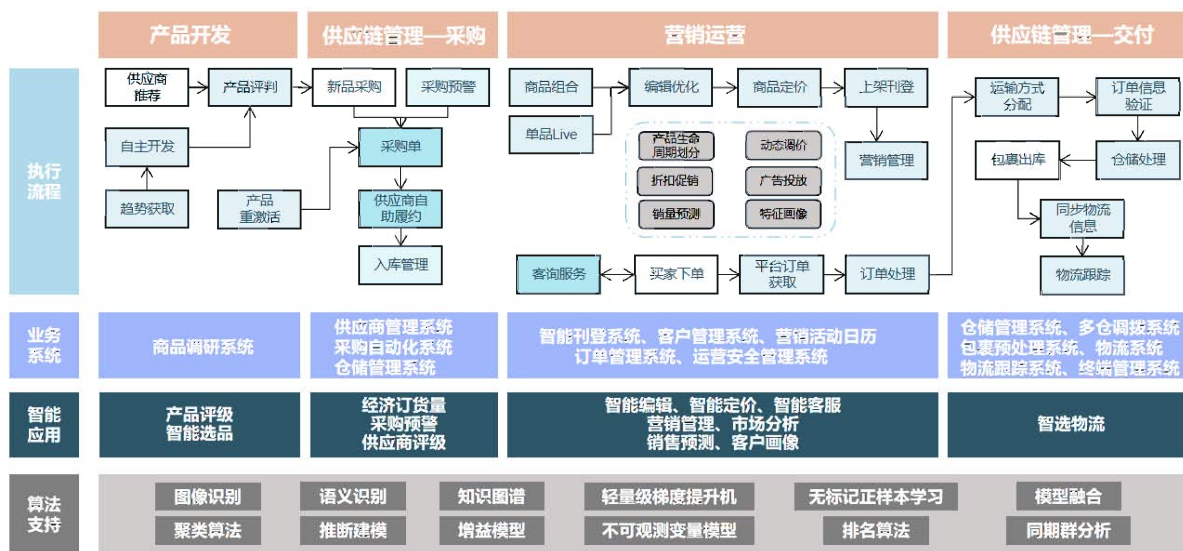 产品开发
供应链管理—采购
营销运营
供应链管理—交付
执行
流程
供应商
推荐
产品评判
新品采购
采购预警
自主开发
采购单
趋势获取
产品
重激活
供应商自
助履约
入库管理
商品组合
编辑优化
商品定价
上架刊登
单品Live
产品生命
周期划分
动态调价
营销管理
折扣促销
广告投放
销量预测
特征画像
客询服务
买家下单
平台订单
获取
订单处理
运输方式
分配
订单信息
验证
包裹出库
仓储处理
同步物流
信息
物流跟踪
业务
系统
商品调研系统
供应商管理系统
采购自动化系统
仓储管理系统
智能刊登系统、客户管理系统、营销活动日历
订单管理系统、运营安全管理系统
仓储管理系统、多仓调拨系统
包裹预处理系统、物流系统
物流跟踪系统、终端管理系统
智能
应用
产品评级
智能选品
经济订货量
采购预警
供应商评级
智能编辑、智能定价、智能客服
营销管理、市场分析
销售预测、客户画像
智选物流
算法
支持
图像识别
语义识别
知识图谱
轻量级梯度提升机
无标记正样本学习
模型融合
聚类算法
推断建模
增益模型
不可观测变量模型
排名算法
同期群分析